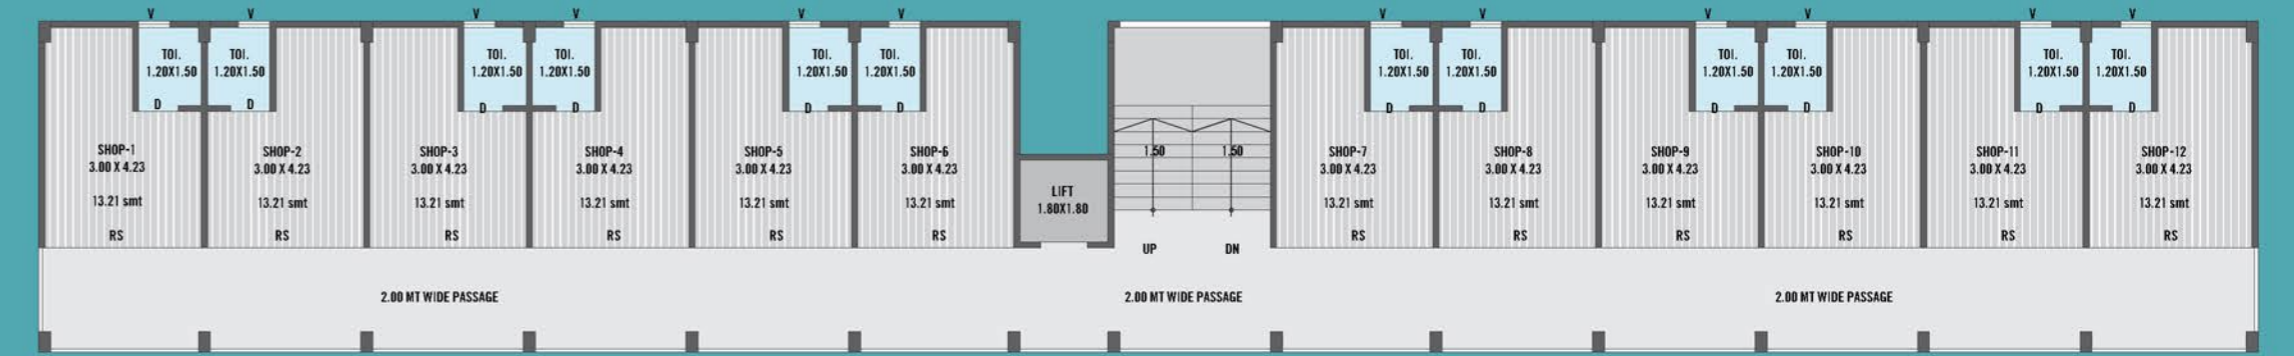 V V V V V V V V V V V V
TOI. TOI. TOI. TOI. TOI. TOI. TOI. TOI. TOI. TOI. TOI. TOI.
1.20X1.50 1.20X1.50 1.20X1.50 1.20X1.50 1.20X1.50 1.20X1.50 1.20X1.50 1.20X1.50 1.20X1.50 1.20X1.50 1.20X1.50 1.20X1.50
D D D D D D D D D D D D
SHOP-1 SHOP-2 SHOP-3 SHOP-4 SHOP-5 SHOP-6 1.50 1.50 SHOP-7 SHOP-8 SHOP-9 SHOP-10 SHOP-11 SHOP-12
3.00 X 4.23 3.00 X 4.23 3.00 X 4.23 3.00 X 4.23 3.00 X 4.23 3.00 X 4.23 3.00 X 4.23 3.00 X 4.23 3.00 X 4.23 3.00 X 4.23 3.00 X 4.23 3.00 X 4.23
LIFT
13.21 smt 13.21 smt 13.21 smt 13.21 smt 13.21 smt 13.21 smt 1.80X1.80 13.21 smt 13.21 smt 13.21 smt 13.21 smt 13.21 smt 13.21 smt
RS RS RS RS RS RS RS RS RS RS RS RS
UP DN
2.00 MT WIDE PASSAGE 2.00 MT WIDE PASSAGE 2.00 MT WIDE PASSAGE